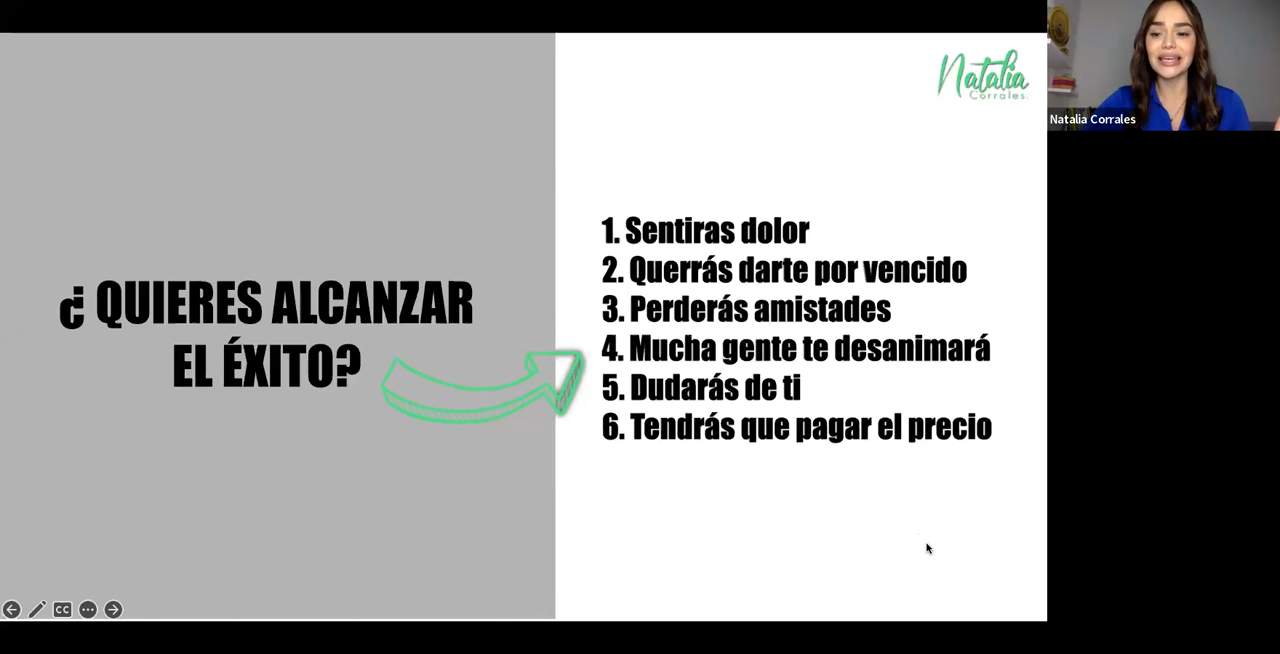 ¿ QUIERES ALCANZAR
EL ÉXITO?
Natalia
Corrales.
1. Sentiras dolor
2. Querrás darte por vencido
3. Perderás amistades
4. Mucha gente te desanimará
5. Dudarás de ti
6. Tendrás que pagar el precio
Natalia Corrales
CC